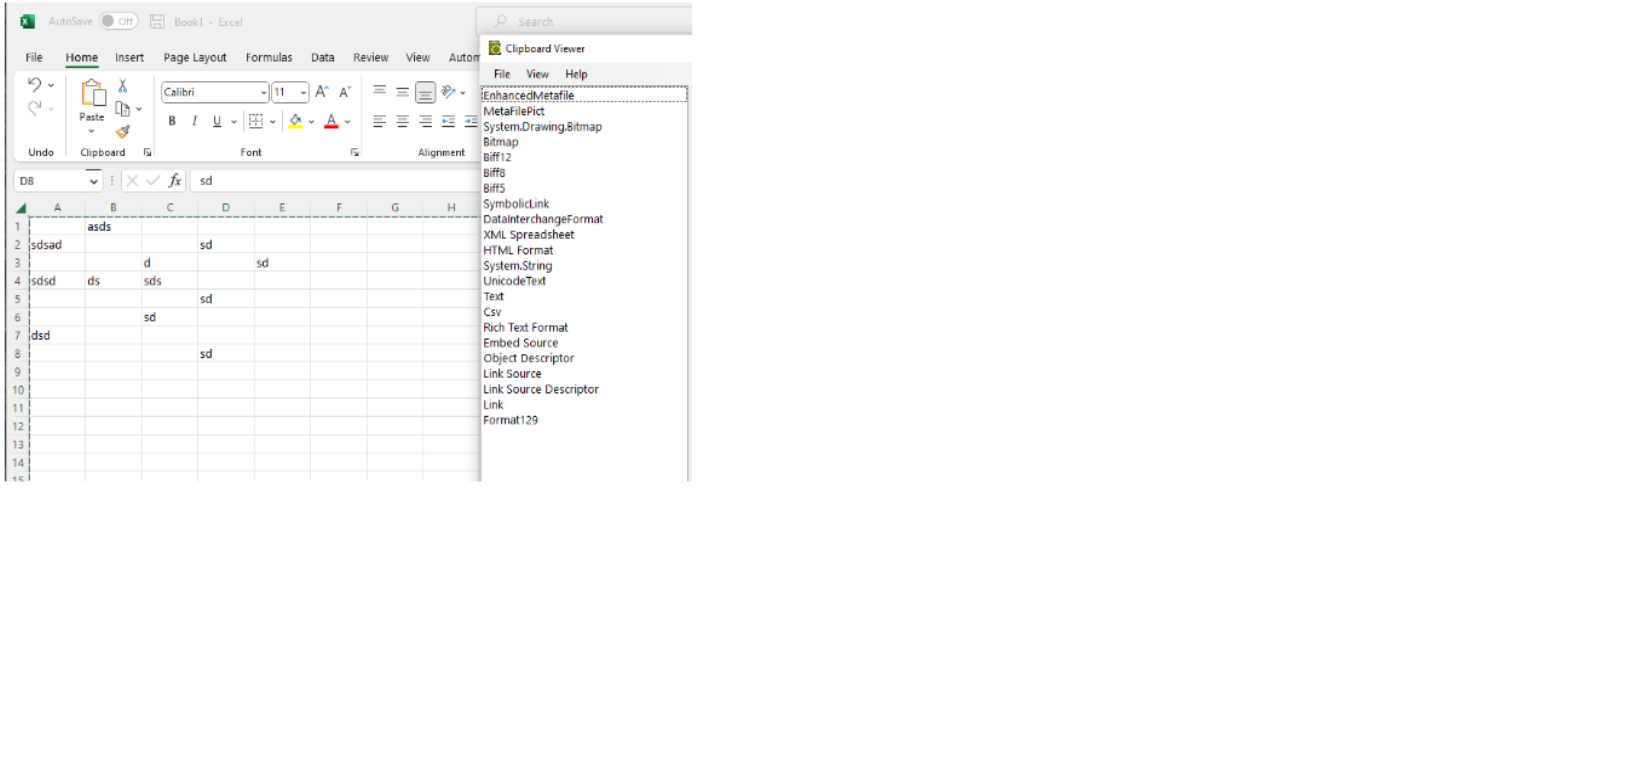 AutoSave Off Book1 - Excel Search
File Home Insert Page Layout Formulas Data Review View Autom
Calibri 11 A A
Paste B I U A
Undo Clipboard Font Alignment
D8 fx sd
A B C D E F G H
1 asds
2 sdsad sd
3 d sd
4 sdsd ds sds
5 sd
6 sd
7 dsd
8 sd
9
10
11
12
13
14
15
Clipboard Viewer
File View Help
EnhancedMetafile
MetaFilePict
System.Drawing.Bitmap
Bitmap
Biff12
Biff8
Biff5
SymbolicLink
DataInterchangeFormat
XML Spreadsheet
HTML Format
System.String
UnicodeText
Text
Csv
Rich Text Format
Embed Source
Object Descriptor
Link Source
Link Source Descriptor
Link
Format129